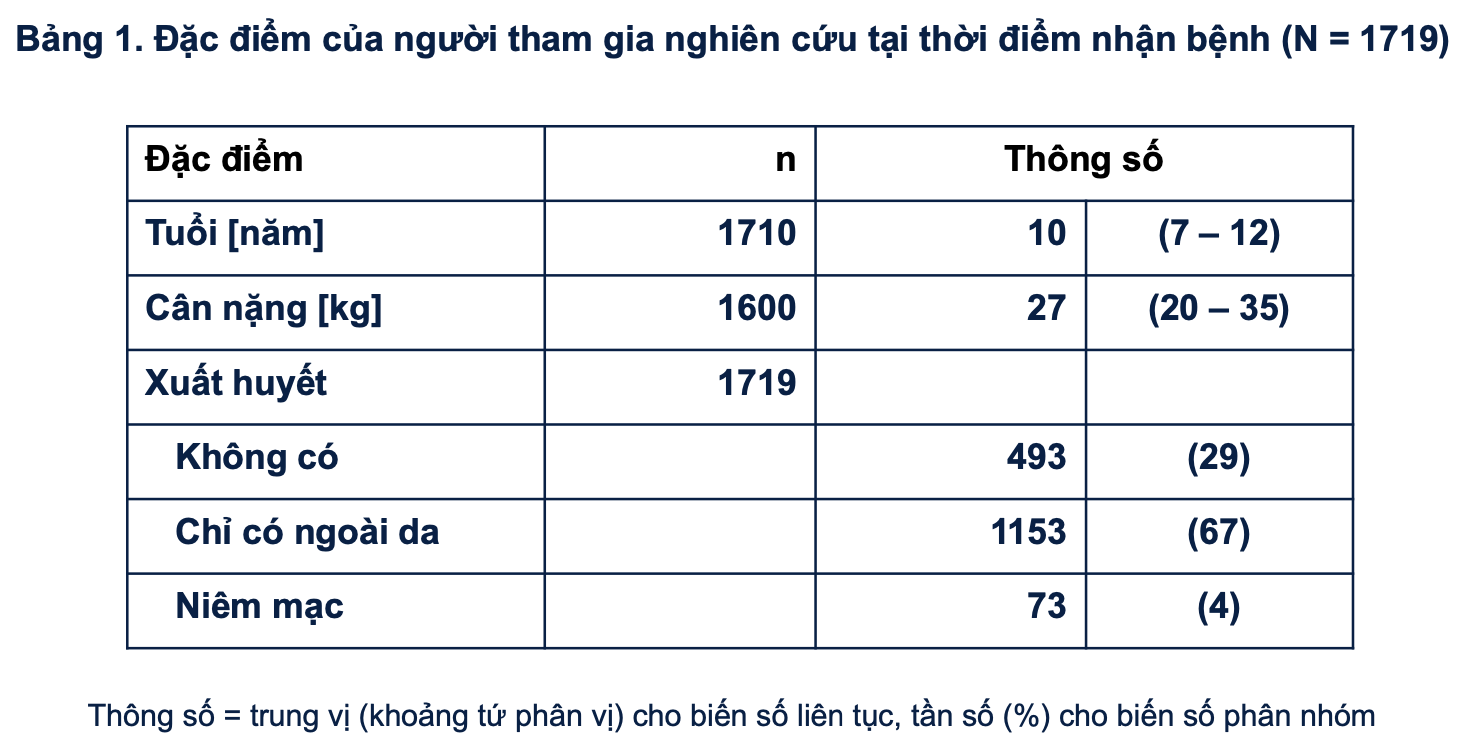 Bảng 1. Đặc điểm của người tham gia nghiên cứu tại thời điểm nhận bệnh (N = 1719)
Đặc điểm n Thông số
Tuổi [năm] 1710 10 (7 – 12)
Cân nặng [kg] 1600 27 (20 – 35)
Xuất huyết 1719
Không có 493 (29)
Chỉ có ngoài da 1153 (67)
Niêm mạc 73 (4)
Thông số = trung vị (khoảng tứ phân vị) cho biến số liên tục, tần số (%) cho biến số phân nhóm